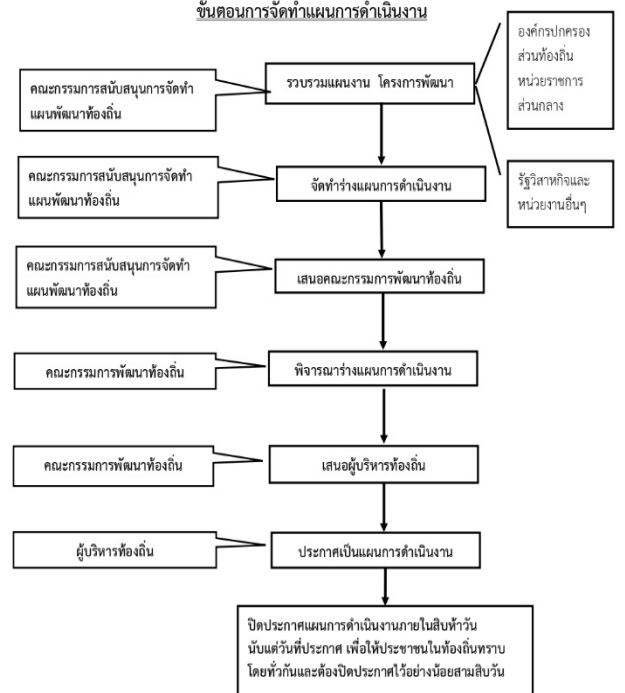 ขั้นตอนการจัดทำแผนการดำเนินงาน
องค์กรปกครอง
ส่วนท้องถิ่น
หน่วยราชการ
ส่วนกลาง
คณะกรรมการสนับสนุนการจัดทำ
แผนพัฒนาท้องถิ่น
รวบรวมแผนงาน โครงการพัฒนา
รัฐวิสาหกิจและ
หน่วยงานอื่นๆ
คณะกรรมการสนับสนุนการจัดทำ
แผนพัฒนาท้องถิ่น
จัดทำร่างแผนการดำเนินงาน
คณะกรรมการสนับสนุนการจัดทำ
แผนพัฒนาท้องถิ่น
เสนอคณะกรรมการพัฒนาท้องถิ่น
คณะกรรมการพัฒนาท้องถิ่น
พิจารณาร่างแผนการดำเนินงาน
คณะกรรมการพัฒนาท้องถิ่น
เสนอผู้บริหารท้องถิ่น
ผู้บริหารท้องถิ่น
ประกาศเป็นแผนการดำเนินงาน
ปิดประกาศแผนการดำเนินงานภายในสิบห้าวัน
นับแต่วันที่ประกาศ เพื่อให้ประชาชนในท้องถิ่นทราบ
โดยทั่วกันและต้องปิดประกาศไว้อย่างน้อยสามสิบวัน